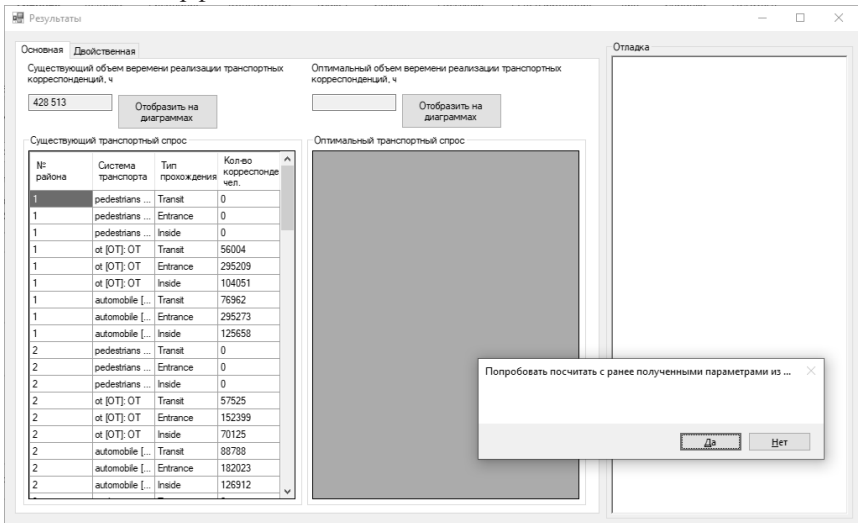 Результаты
Основная Двойственная
Существующий объем веремени реализации транспортных
корреспонденций, ч
428 513
Отобразить на
диаграммах
Оптимальный объем веремени реализации транспортных
корреспонденций, ч
Отобразить на
диаграммах
Отладка
Существующий транспортный спрос
Оптимальный транспортный спрос
№ района Система транспорта Тип прохождения Кол-во корреспонде чел.
1 pedestrians ... Transit 0
1 pedestrians ... Entrance 0
1 pedestrians ... Inside 0
1 ot [OT]: OT Transit 56004
1 ot [OT]: OT Entrance 295209
1 ot [OT]: OT Inside 104051
1 automobile [... Transit 76962
1 automobile [... Entrance 295273
1 automobile [... Inside 125658
2 pedestrians ... Transit 0
2 pedestrians ... Entrance 0
2 pedestrians ... Inside 0
2 ot [OT]: OT Transit 57525
2 ot [OT]: OT Entrance 152399
2 ot [OT]: OT Inside 70125
2 automobile [... Transit 88788
2 automobile [... Entrance 182023
2 automobile [... Inside 126912
Попробовать посчитать с ранее полученными параметрами из ...
Да Нет